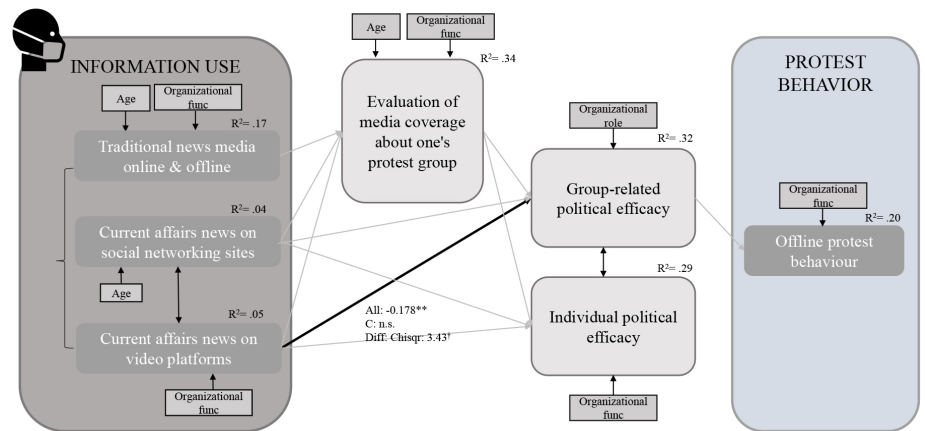 INFORMATION USE
Age
Organizational
func
R²= .17
Traditional news media
online & offline
R²= .04
Current affairs news on
social networking sites
Age
R²= .05
Current affairs news on
video platforms
Organizational
func
Age
Organizational
func
R²= .34
Evaluation of
media coverage
about one's
protest group
All: -0.178**
C: n.s.
Diff: Chisqr: 3.43†
Organizational
role
R²= .32
Group-related
political efficacy
R²= .29
Individual political
efficacy
Organizational
func
PROTEST
BEHAVIOR
Organizational
func
R²= .20
Offline protest
behaviour